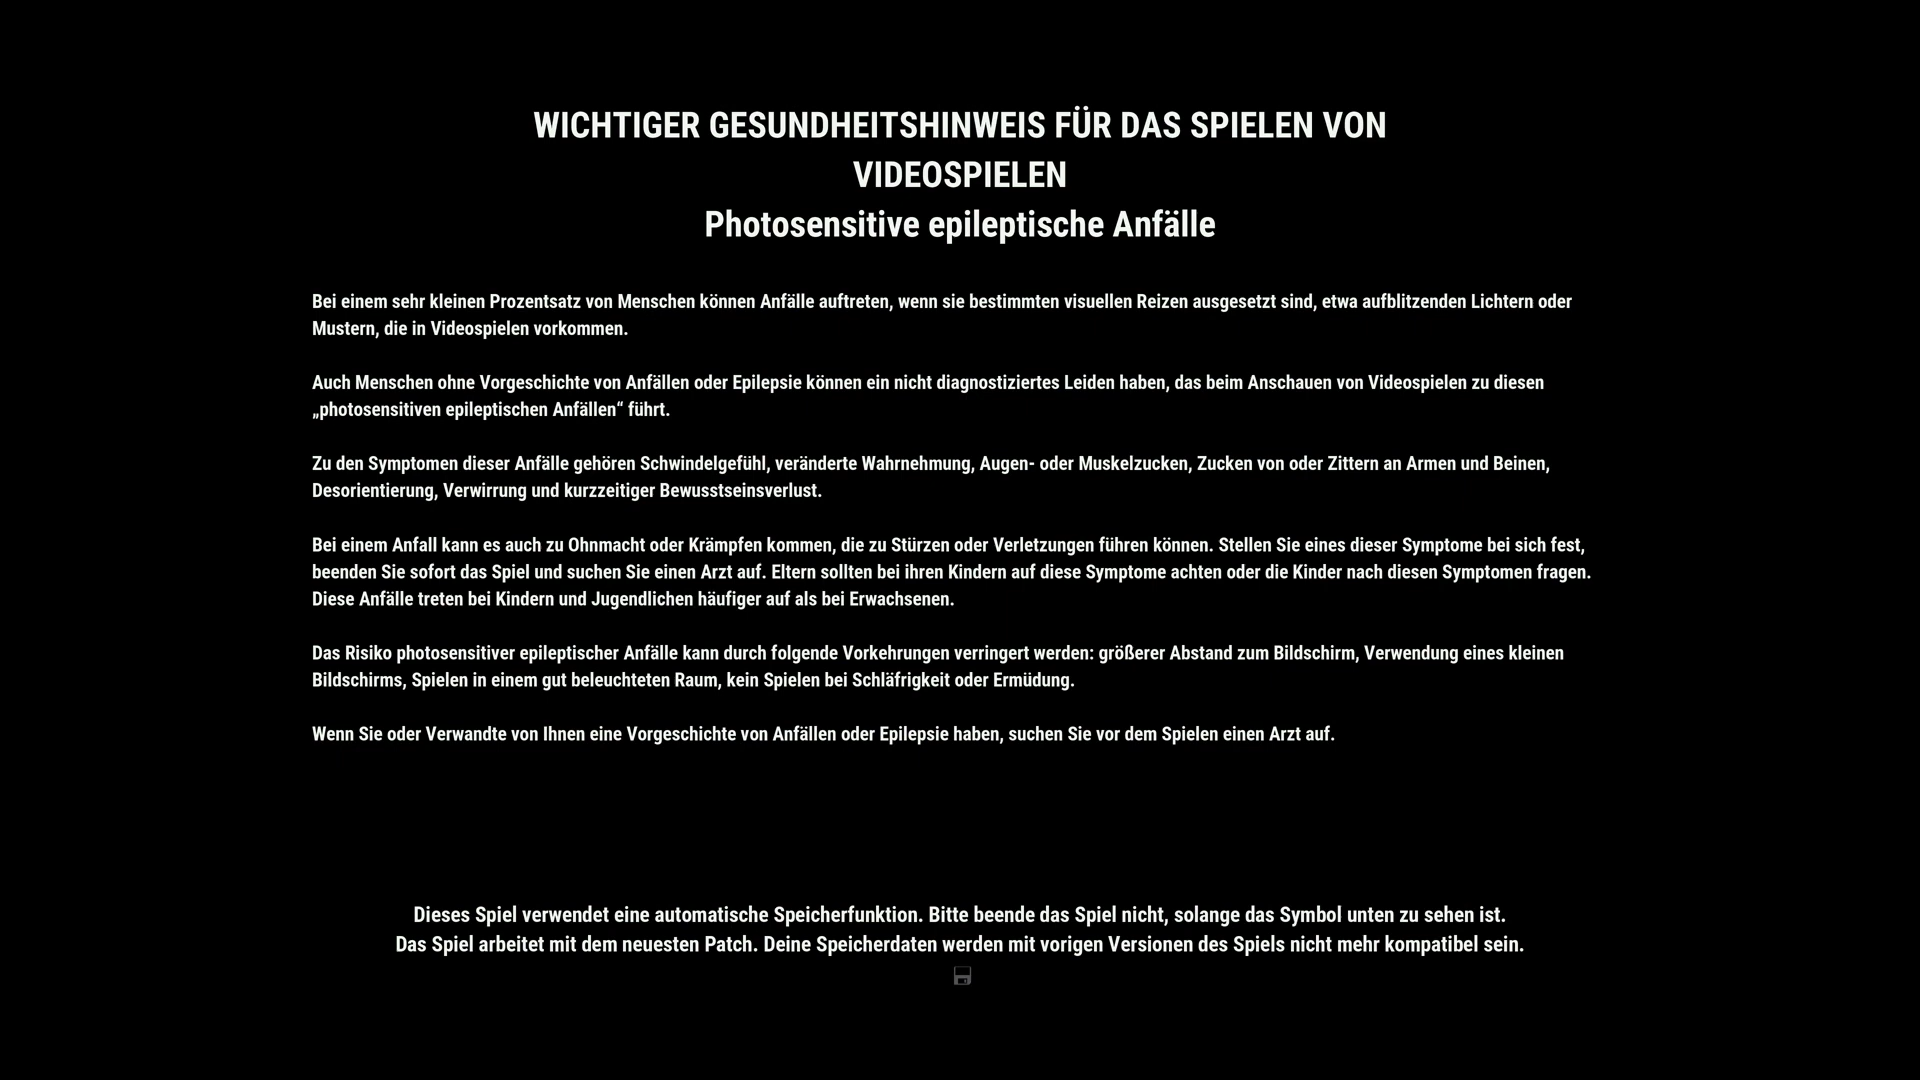 WICHTIGER GESUNDHEITSHINWEIS FÜR DAS SPIELEN VON
VIDEOSPIELEN
Photosensitive epileptische Anfälle
Bei einem sehr kleinen Prozentsatz von Menschen können Anfälle auftreten, wenn sie bestimmten visuellen Reizen ausgesetzt sind, etwa aufblitzenden Lichtern oder
Mustern, die in Videospielen vorkommen.
Auch Menschen ohne Vorgeschichte von Anfällen oder Epilepsie können ein nicht diagnostiziertes Leiden haben, das beim Anschauen von Videospielen zu diesen
„photosensitiven epileptischen Anfällen“ führt.
Zu den Symptomen dieser Anfälle gehören Schwindelgefühl, veränderte Wahrnehmung, Augen- oder Muskelzucken, Zucken von oder Zittern an Armen und Beinen,
Desorientierung, Verwirrung und kurzzeitiger Bewusstseinsverlust.
Bei einem Anfall kann es auch zu Ohnmacht oder Krämpfen kommen, die zu Stürzen oder Verletzungen führen können. Stellen Sie eines dieser Symptome bei sich fest,
beenden Sie sofort das Spiel und suchen Sie einen Arzt auf. Eltern sollten bei ihren Kindern auf diese Symptome achten oder die Kinder nach diesen Symptomen fragen.
Diese Anfälle treten bei Kindern und Jugendlichen häufiger auf als bei Erwachsenen.
Das Risiko photosensitiver epileptischer Anfälle kann durch folgende Vorkehrungen verringert werden: größerer Abstand zum Bildschirm, Verwendung eines kleinen
Bildschirms, Spielen in einem gut beleuchteten Raum, kein Spielen bei Schläfrigkeit oder Ermüdung.
Wenn Sie oder Verwandte von Ihnen eine Vorgeschichte von Anfällen oder Epilepsie haben, suchen Sie vor dem Spielen einen Arzt auf.
Dieses Spiel verwendet eine automatische Speicherfunktion. Bitte beende das Spiel nicht, solange das Symbol unten zu sehen ist.
Das Spiel arbeitet mit dem neuesten Patch. Deine Speicherdaten werden mit vorigen Versionen des Spiels nicht mehr kompatibel sein.